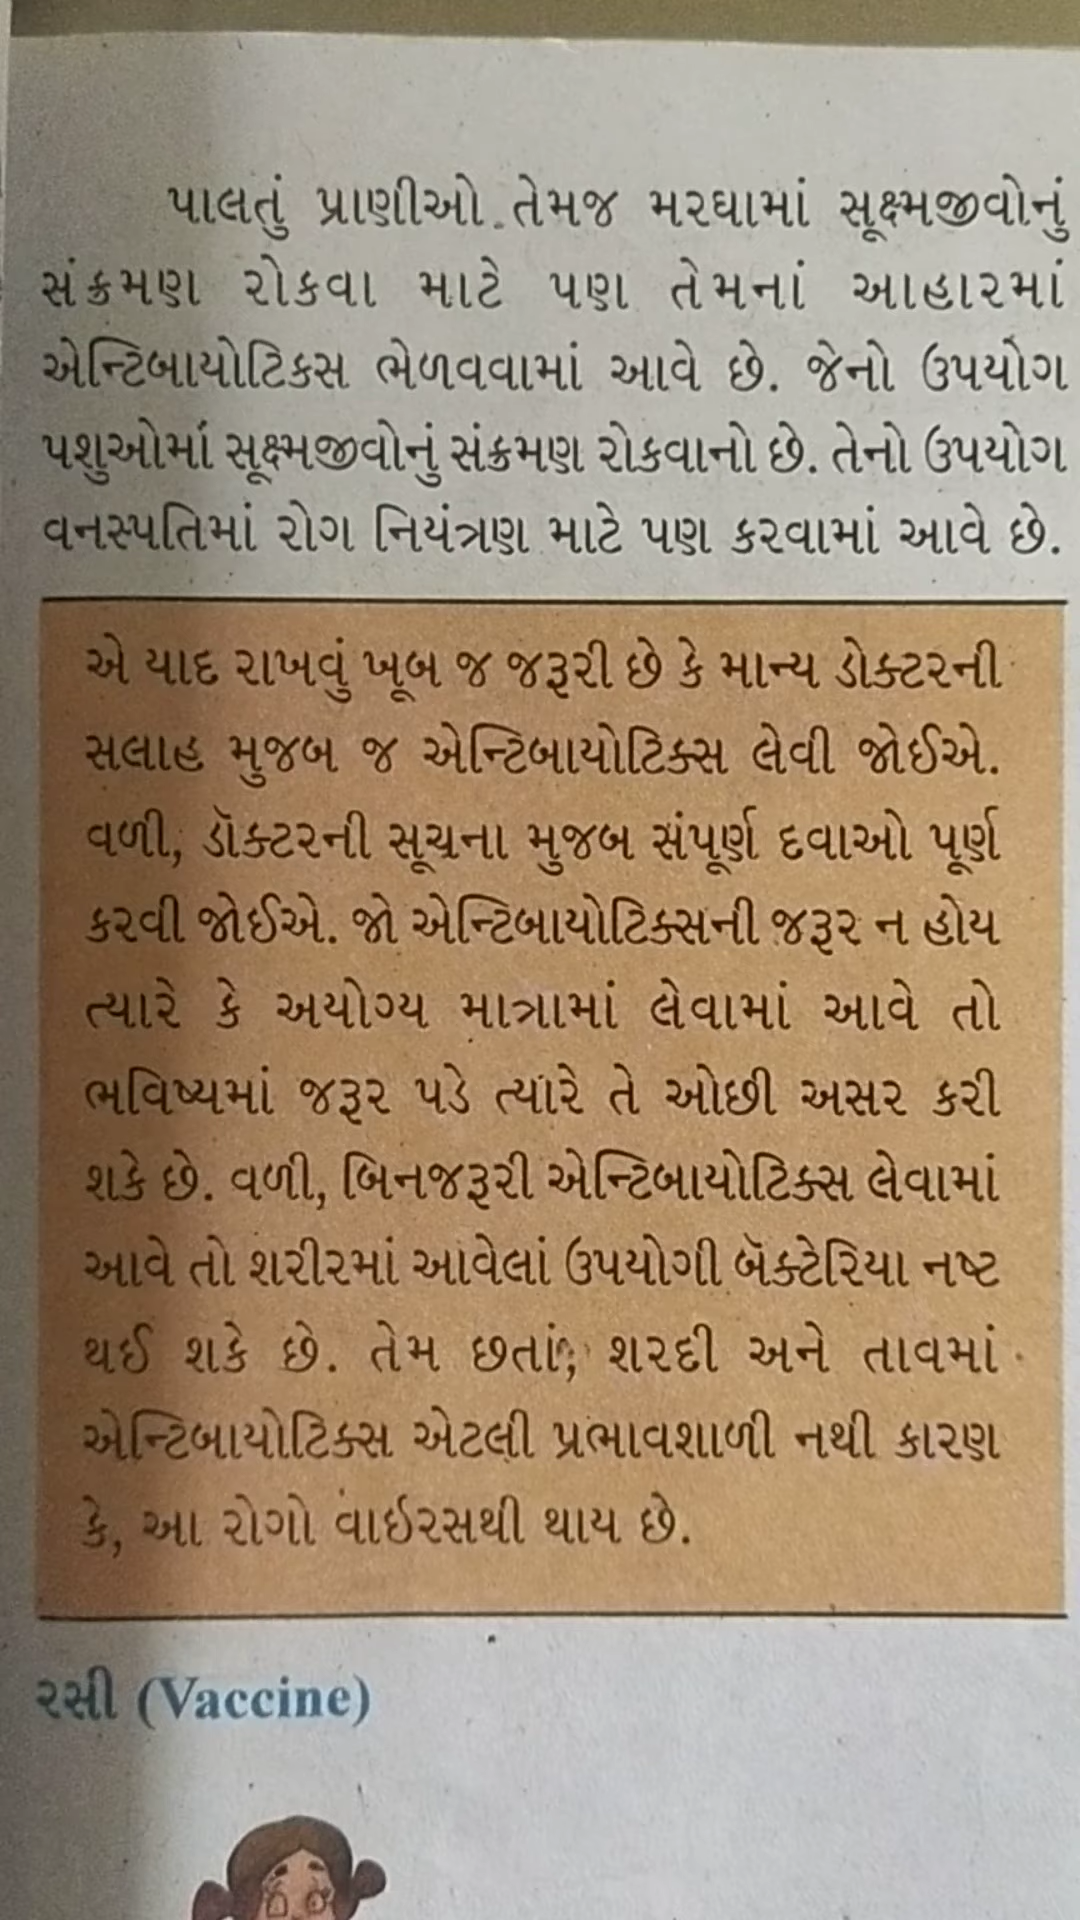 પાલતું પ્રાણીઓ તેમજ મરઘામાં સૂક્ષ્મજીવોનું
સંક્રમણ રોકવા માટે પણ તેમનાં આહારમાં
એન્ટિબાયોટિકસ ભેળવવામાં આવે છે. જેનો ઉપયોગ
પશુઓમાં સૂક્ષ્મજીવોનું સંક્રમણ રોકવાનો છે. તેનો ઉપયોગ
વનસ્પતિમાં રોગ નિયંત્રણ માટે પણ કરવામાં આવે છે.
એ યાદ રાખવું ખૂબ જ જરૂરી છે કે માન્ય ડોક્ટરની
સલાહ મુજબ જ એન્ટિબાયોટિક્સ લેવી જોઈએ.
વળી, ડૉક્ટરની સૂચના મુજબ સંપૂર્ણ દવાઓ પૂર્ણ
કરવી જોઈએ. જો એન્ટિબાયોટિક્સની જરૂર ન હોય
ત્યારે કે અયોગ્ય માત્રામાં લેવામાં આવે તો
ભવિષ્યમાં જરૂર પડે ત્યારે તે ઓછી અસર કરી
શકે છે. વળી, બિનજરૂરી એન્ટિબાયોટિક્સ લેવામાં
આવે તો શરીરમાં આવેલાં ઉપયોગી બૅક્ટેરિયા નષ્ટ
થઈ શકે છે. તેમ છતાં, શરદી અને તાવમાં
એન્ટિબાયોટિક્સ એટલી પ્રભાવશાળી નથી કારણ
કે, આ રોગો વાઇરસથી થાય છે.
રસી (Vaccine)